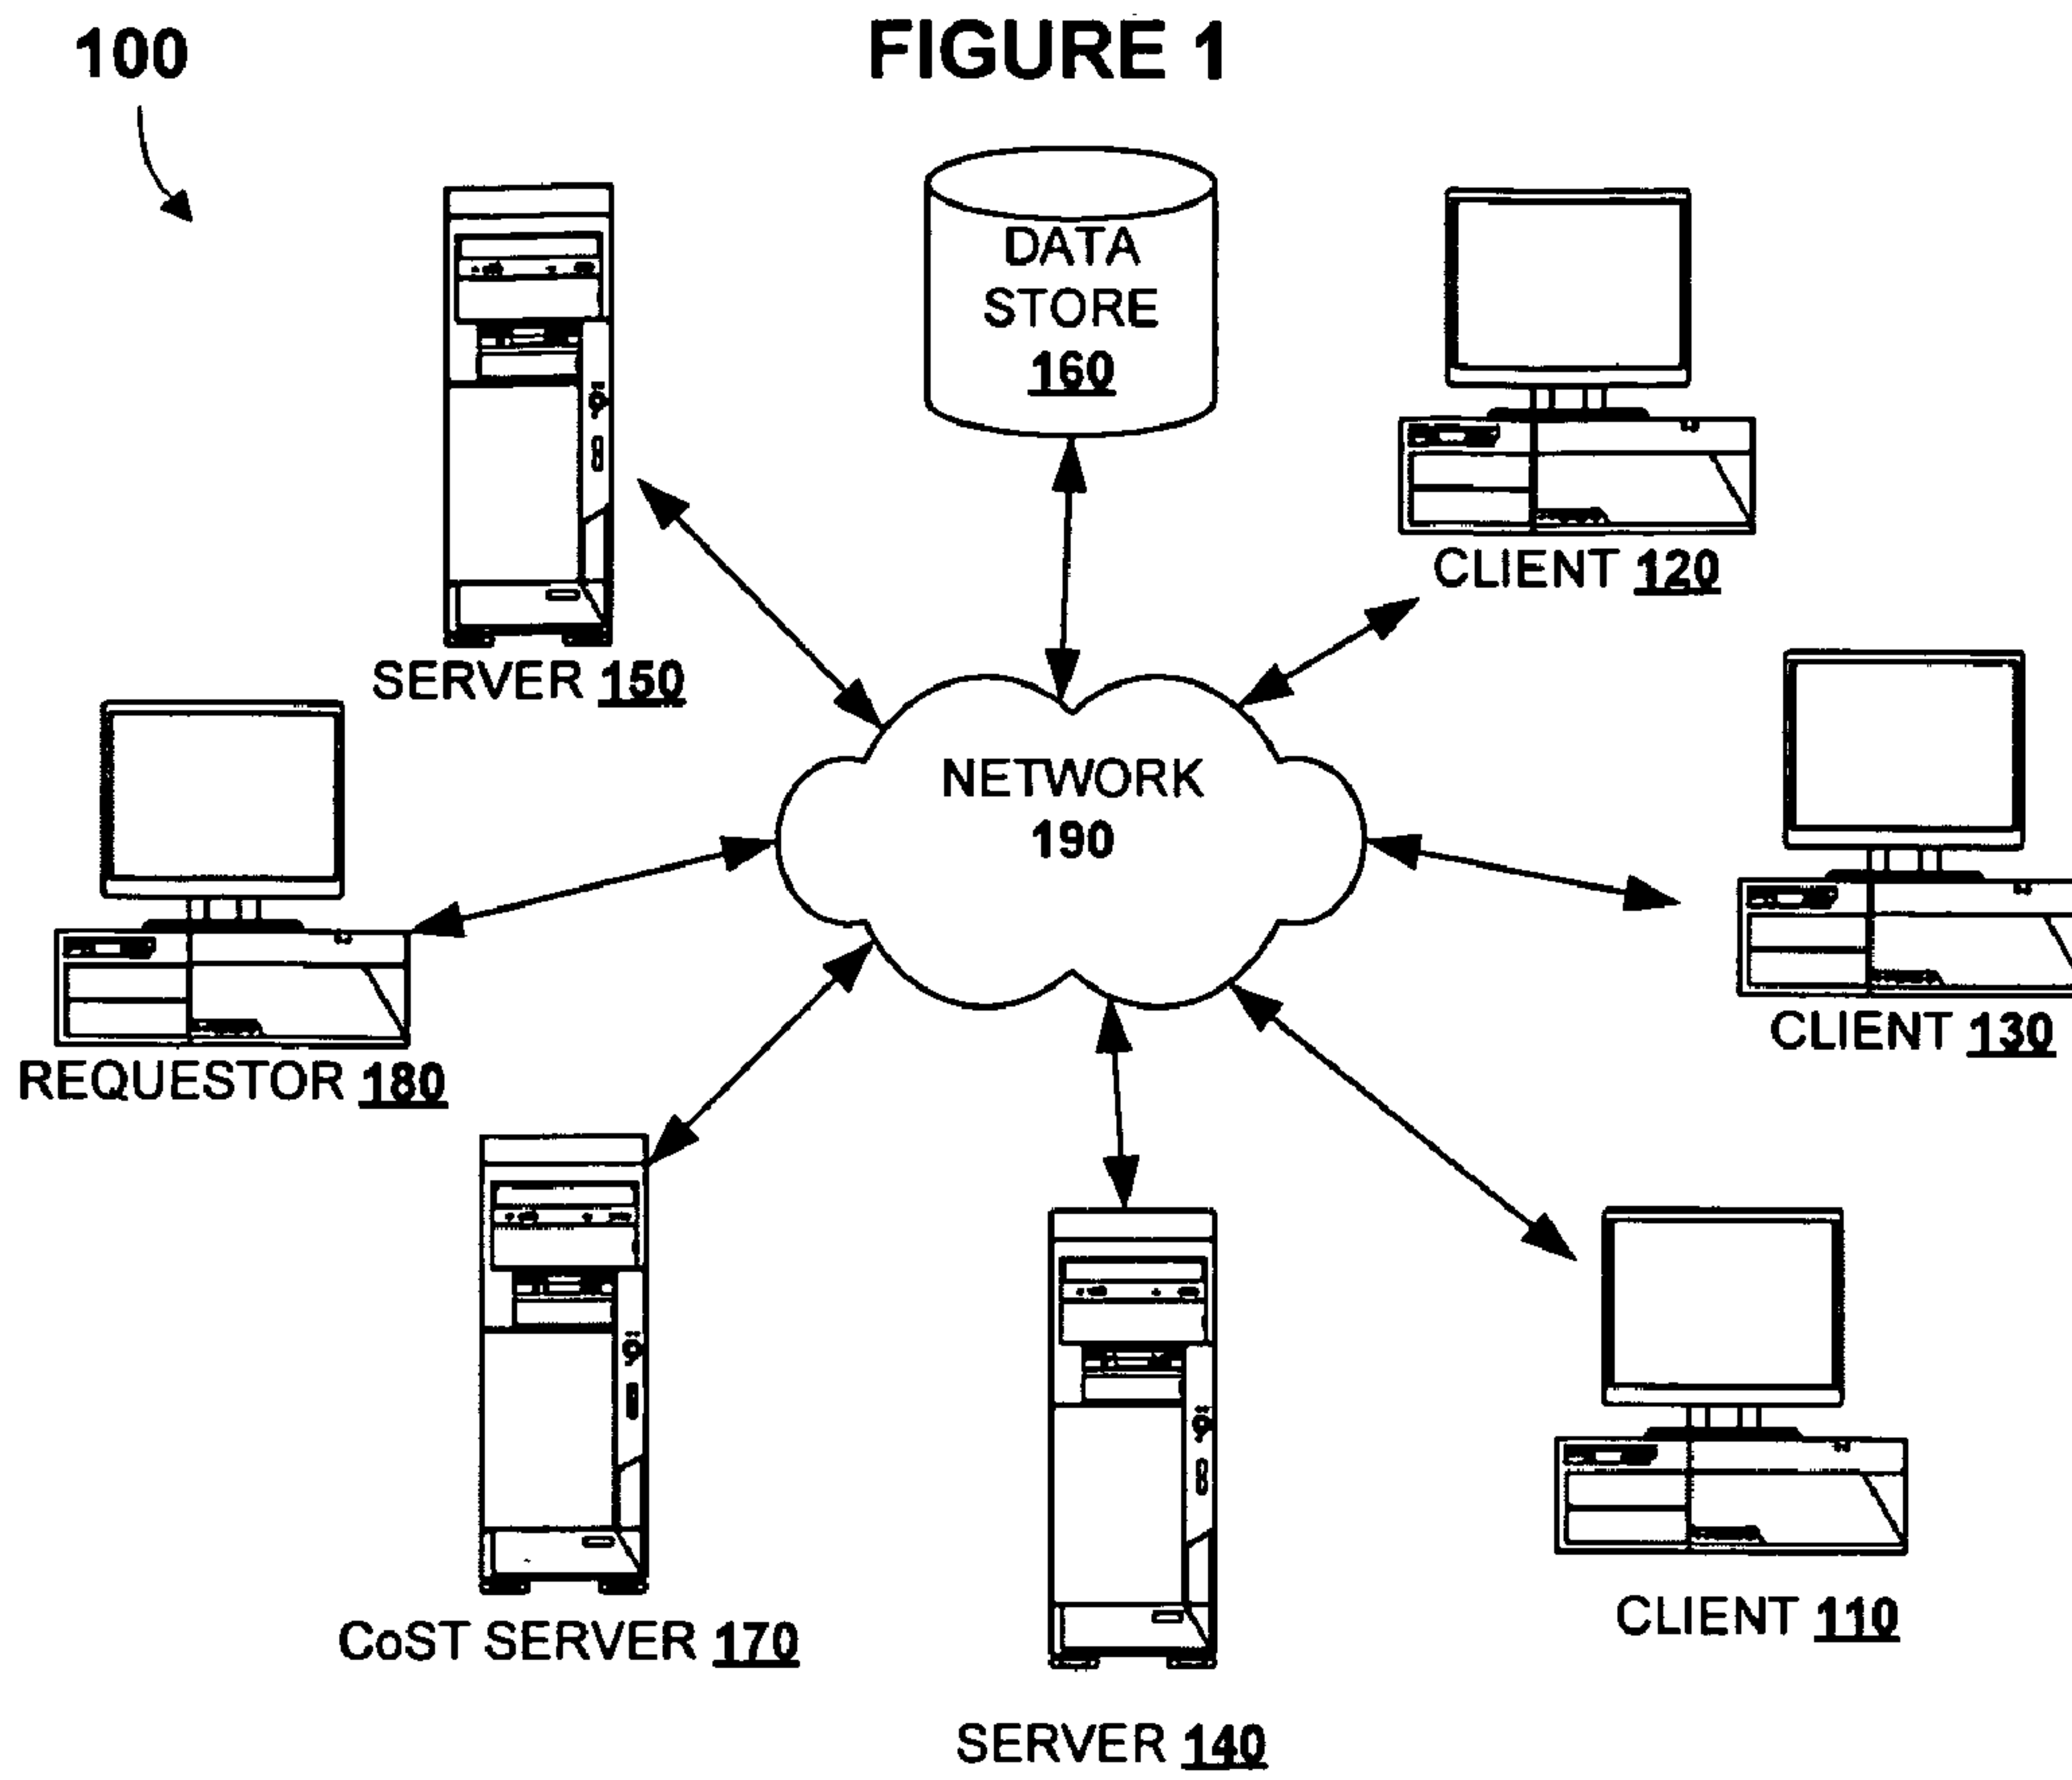 FIGURE 1
100
DATA
STORE
160
CLIENT 120
SERVER 150
NETWORK
190
CLIENT 130
REQUESTOR 180
CLIENT 110
CoST SERVER 170
SERVER 140